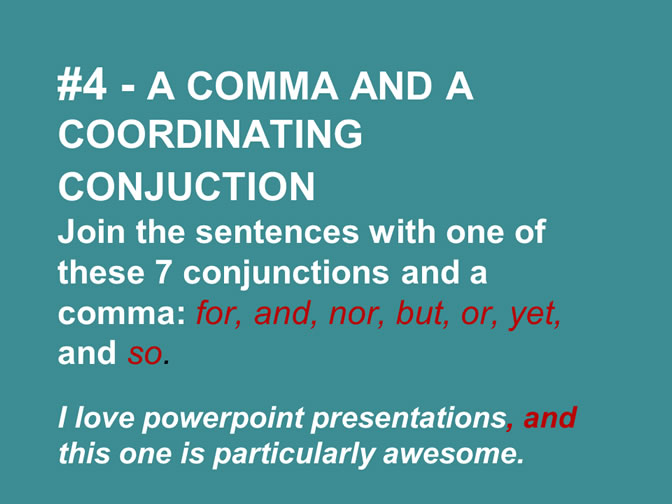 #4 - A COMMA AND A
COORDINATING
CONJUCTION
Join the sentences with one of
these 7 conjunctions and a
comma: for, and, nor, but, or, yet,
and so.
I love powerpoint presentations, and
this one is particularly awesome.